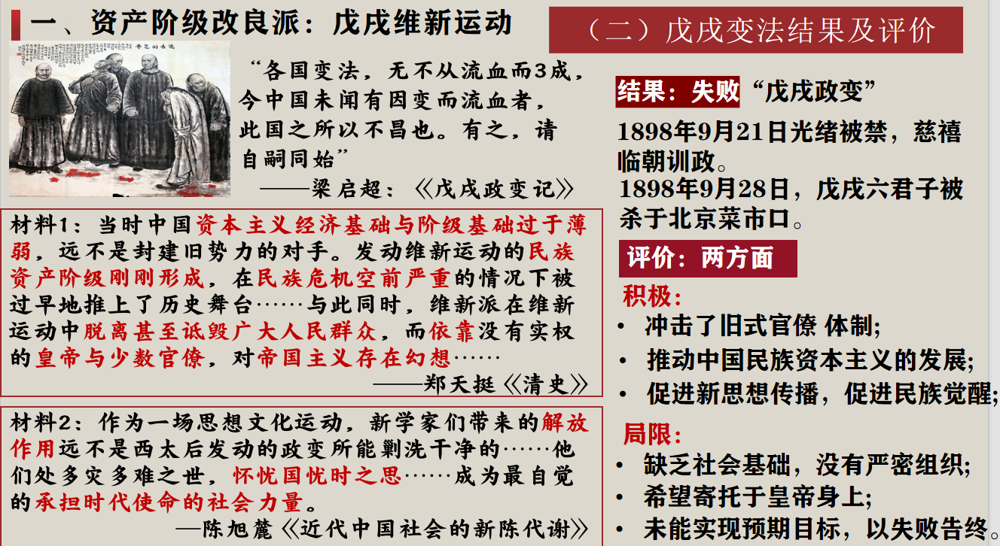 一、资产阶级改良派：戊戌维新运动
“各国变法，无不从流血而3成，
今中国未闻有因变而流血者，
此国之所以不昌也。有之，请
自嗣同始”
——梁启超：《戊戌政变记》
材料1：当时中国资本主义经济基础与阶级基础过于薄
弱，远不是封建旧势力的对手。发动维新运动的民族
资产阶级刚刚形成，在民族危机空前严重的情况下被
过早地推上了历史舞台……与此同时，维新派在维新
运动中脱离甚至诋毁广大人民群众，而依靠没有实权
的皇帝与少数官僚，对帝国主义存在幻想……
——郑天挺《清史》
材料2：作为一场思想文化运动，新学家们带来的解放
作用远不是西太后发动的政变所能剿洗干净的……他
们处多灾多难之世，怀忧国忧时之思……成为最自觉
的承担时代使命的社会力量。
—陈旭麓《近代中国社会的新陈代谢》
（二）戊戌变法结果及评价
结果：失败“戊戌政变”
1898年9月21日光绪被禁，慈禧
临朝训政。
1898年9月28日，戊戌六君子被
杀于北京菜市口。
评价：两方面
积极：
• 冲击了旧式官僚 体制;
• 推动中国民族资本主义的发展;
• 促进新思想传播，促进民族觉醒;
局限：
• 缺乏社会基础，没有严密组织;
• 希望寄托于皇帝身上;
• 未能实现预期目标，以失败告终。